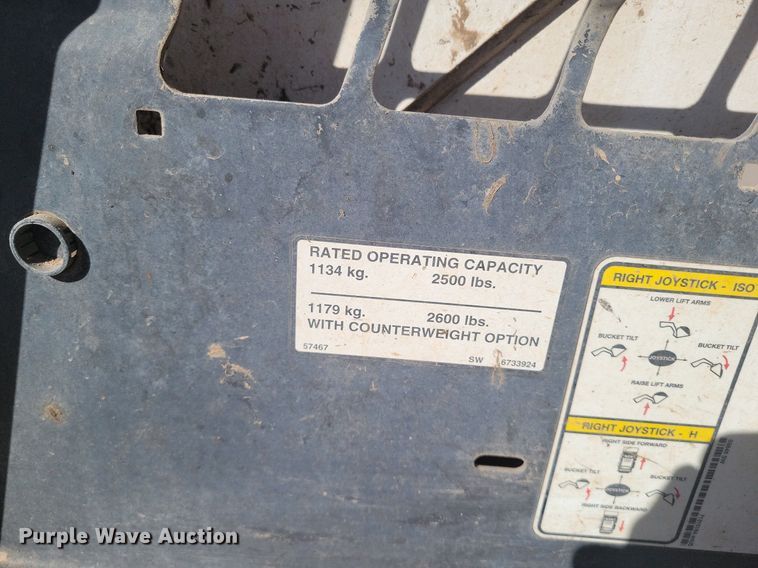 RATED OPERATING CAPACITY
1134 kg. 2500 lbs.
1179 kg. 2600 lbs.
WITH COUNTERWEIGHT OPTION
57467 SW 6733924
RIGHT JOYSTICK - ISO
LOWER LIFT ARMS
BUCKET TILT BUCKET TILT
JOYSTICK
RAISE LIFT ARMS
RIGHT JOYSTICK - H
RIGHT SIDE FORWARD
BUCKET TILT BUCKET TILT
JOYSTICK
RIGHT SIDE BACKWARD
Purple Wave Auction